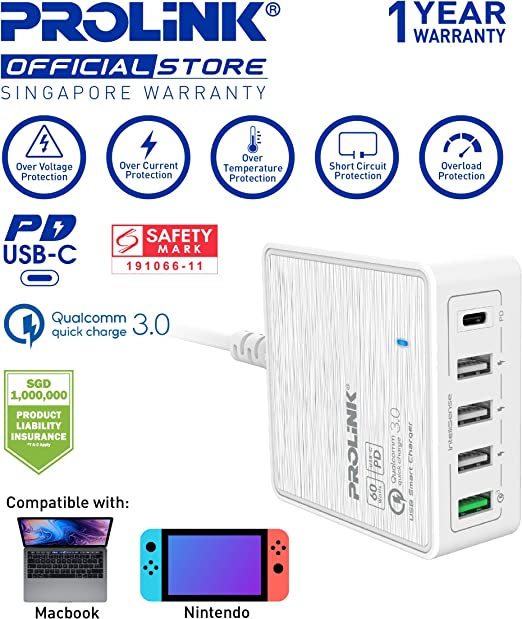 PROLiNK®
OFFICIAL STORE
SINGAPORE WARRANTY
1 YEAR
WARRANTY
Over Voltage
Protection
Over Current
Protection
Over
Temperature
Protection
Short Circuit
Protection
Overload
Protection
PD
USB-C
SAFETY
MARK
191066-11
Qualcomm
quick charge 3.0
SGD
1,000,000
PRODUCT
LIABILITY
INSURANCE
*T & C Apply
PROLiNK®
60
Watts
USB-C
PD
Qualcomm
quick charge 3.0
USB Smart Charger
PD
IntelliSense
Compatible with:
Macbook
Nintendo